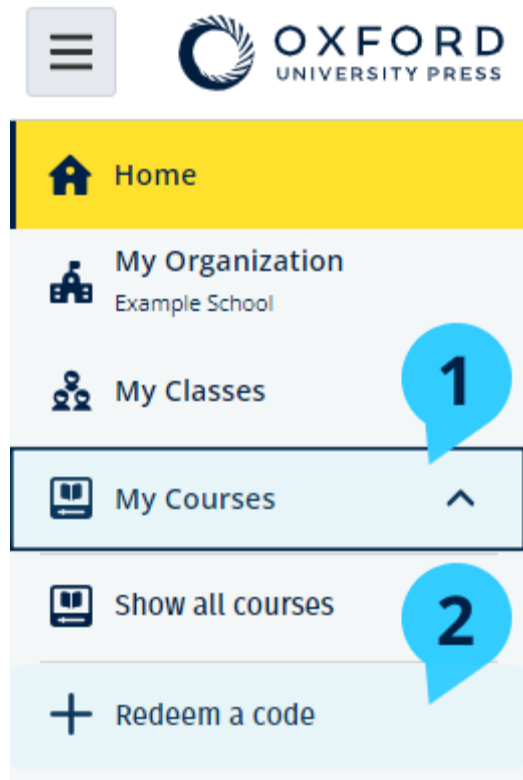 OXFORD
UNIVERSITY PRESS
Home
My Organization
Example School
1
My Classes
My Courses
2
Show all courses
Redeem a code